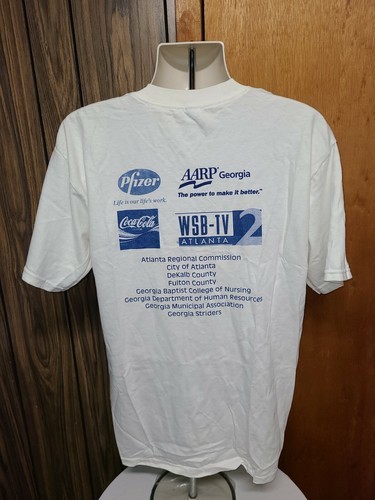 Pfizer
Life is our life's work.
AARP® Georgia
The power to make it better.™
Coca-Cola
WSB-TV 2
ATLANTA
Atlanta Regional Commission
City of Atlanta
DeKalb County
Fulton County
Georgia Baptist College of Nursing
Georgia Department of Human Resources
Georgia Municipal Association
Georgia Striders